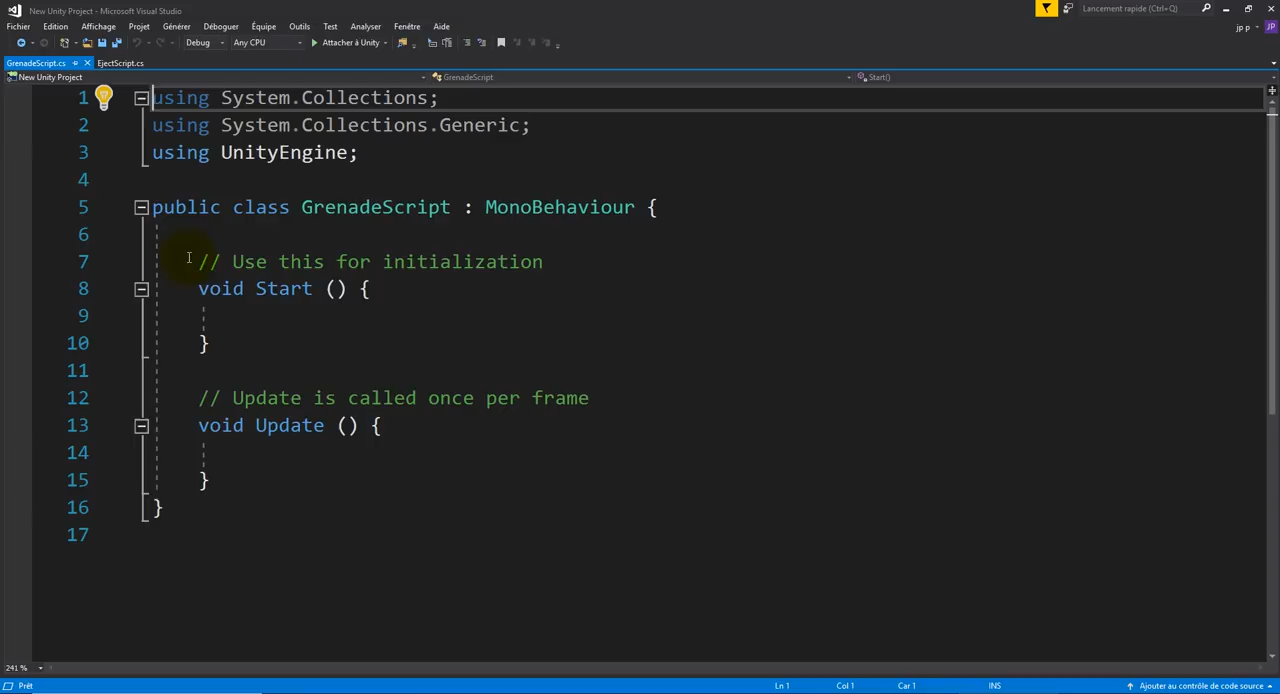 New Unity Project - Microsoft Visual Studio
Lancement rapide (Ctrl+Q)
Fichier Edition Affichage Projet Générer Déboguer Équipe Outils Test Analyser Fenêtre Aide
jp p JP
Debug Any CPU Attacher à Unity
GrenadeScript.cs EjectScript.cs
New Unity Project GrenadeScript Start()
1 using System.Collections;
2 using System.Collections.Generic;
3 using UnityEngine;
4
5 public class GrenadeScript : MonoBehaviour {
6
7 // Use this for initialization
8 void Start () {
9
10 }
11
12 // Update is called once per frame
13 void Update () {
14
15 }
16 }
17
241 %
Prêt Ln 1 Col 1 Car 1 INS Ajouter au contrôle de code source